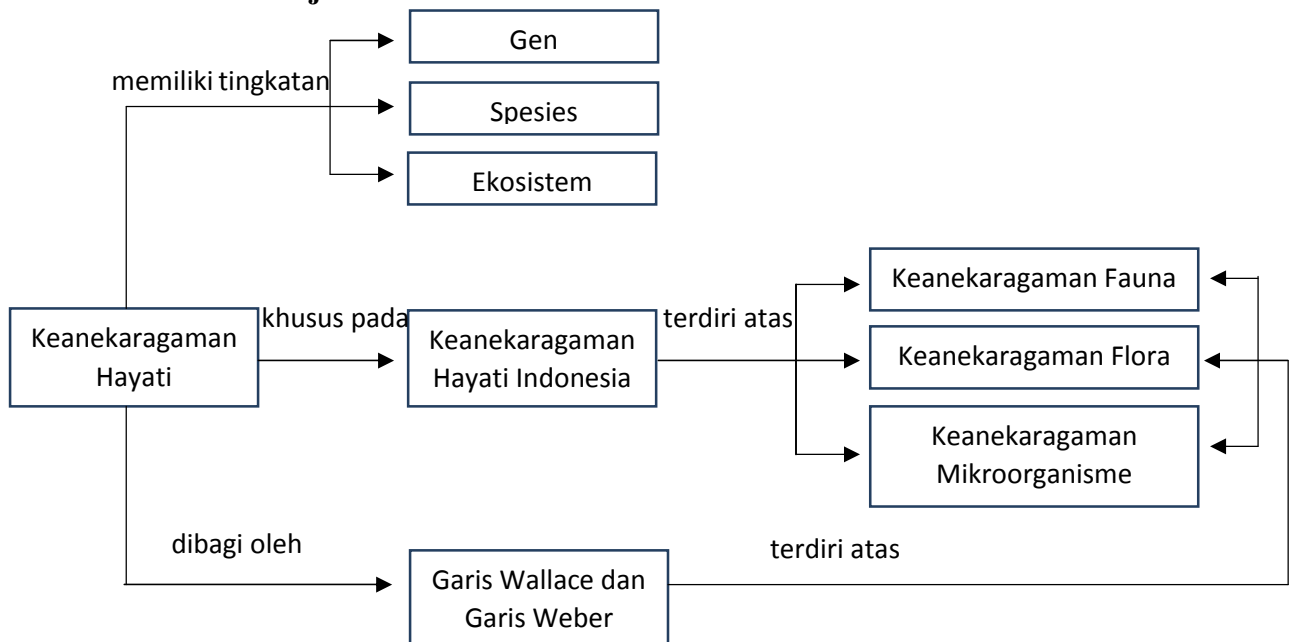 memiliki tingkatan
Gen
Spesies
Ekosistem
Keanekaragaman
Hayati
khusus pada
Keanekaragaman
Hayati Indonesia
terdiri atas
Keanekaragaman Fauna
Keanekaragaman Flora
Keanekaragaman
Mikroorganisme
dibagi oleh
Garis Wallace dan
Garis Weber
terdiri atas